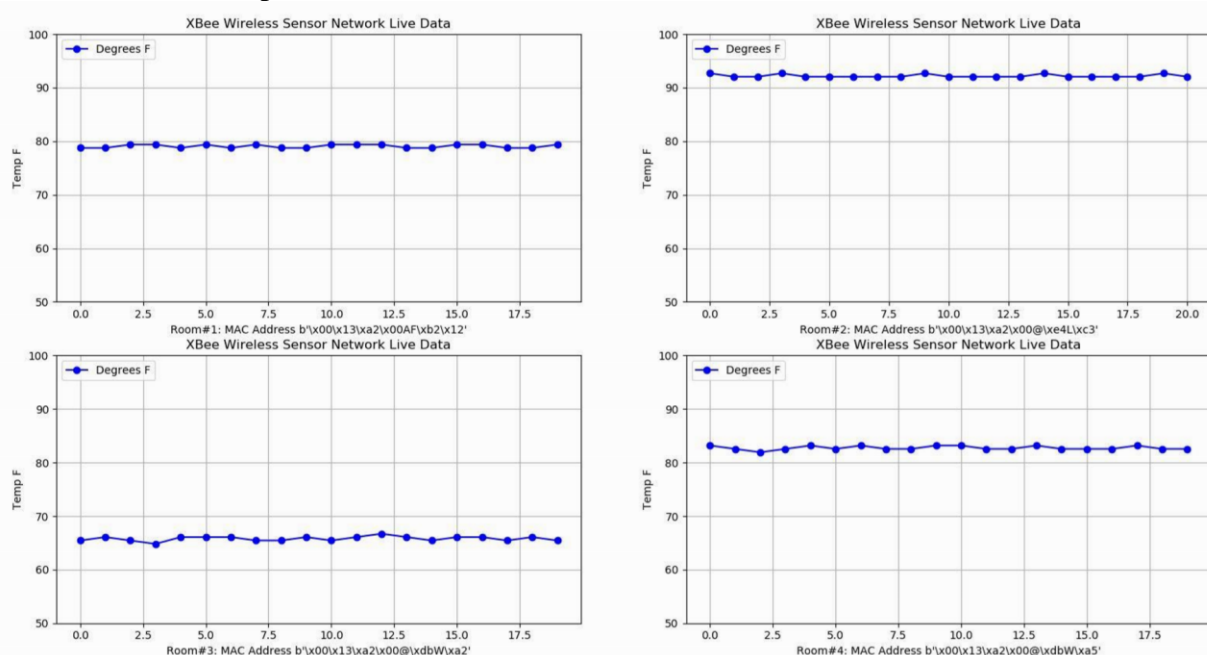 XBee Wireless Sensor Network Live Data
100
90
80
70
60
50
Temp F
Degrees F
0.0 2.5 5.0 7.5 10.0 12.5 15.0 17.5
Room#1: MAC Address b'\x00\x13\xa2\x00AF\xb2\x12'
XBee Wireless Sensor Network Live Data
100
90
80
70
60
50
Temp F
Degrees F
0.0 2.5 5.0 7.5 10.0 12.5 15.0 17.5 20.0
Room#2: MAC Address b'\x00\x13\xa2\x00@\xe4L\xc3'
XBee Wireless Sensor Network Live Data
100
90
80
70
60
50
Temp F
Degrees F
0.0 2.5 5.0 7.5 10.0 12.5 15.0 17.5
Room#3: MAC Address b'\x00\x13\xa2\x00@\xdbW\xa2'
XBee Wireless Sensor Network Live Data
100
90
80
70
60
50
Temp F
Degrees F
0.0 2.5 5.0 7.5 10.0 12.5 15.0 17.5
Room#4: MAC Address b'\x00\x13\xa2\x00@\xdbW\xa5'